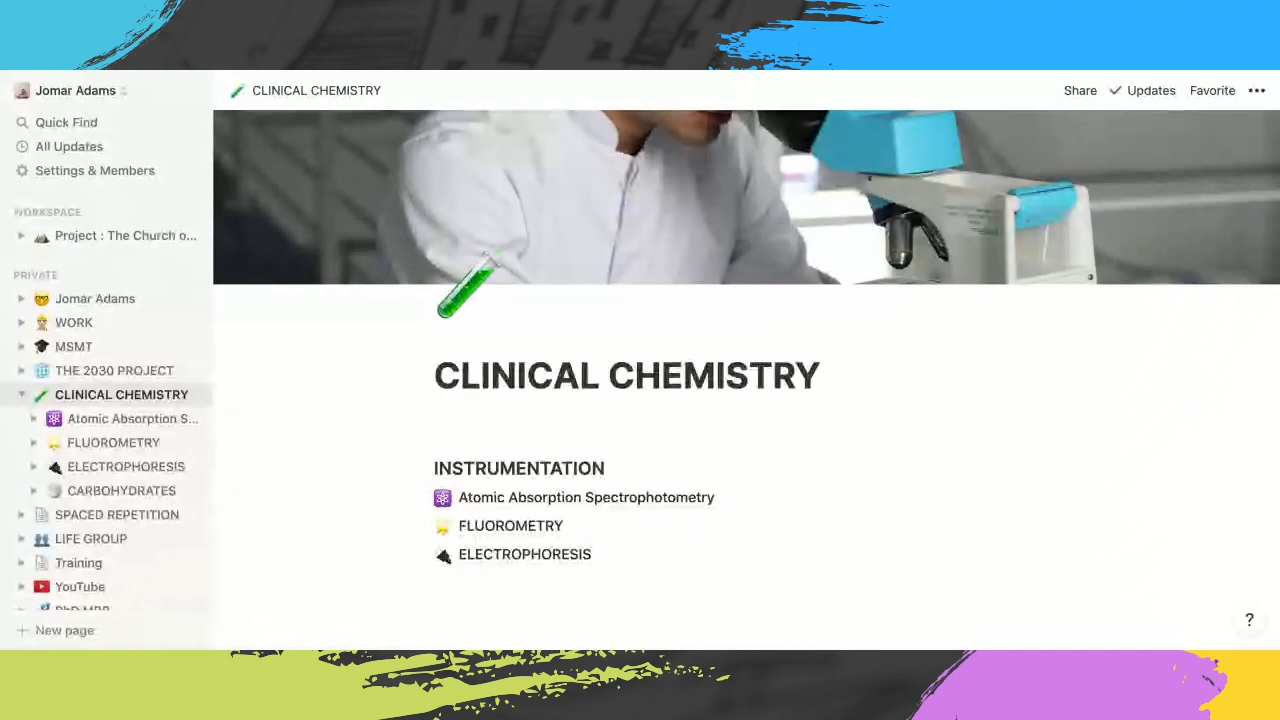 Jomar Adams
Quick Find
All Updates
Settings & Members
WORKSPACE
Project : The Church o...
PRIVATE
Jomar Adams
WORK
MSMT
THE 2030 PROJECT
CLINICAL CHEMISTRY
Atomic Absorption S...
FLUOROMETRY
ELECTROPHORESIS
CARBOHYDRATES
SPACED REPETITION
LIFE GROUP
Training
YouTube
New page
CLINICAL CHEMISTRY
Share Updates Favorite
CLINICAL CHEMISTRY
INSTRUMENTATION
Atomic Absorption Spectrophotometry
FLUOROMETRY
ELECTROPHORESIS
?